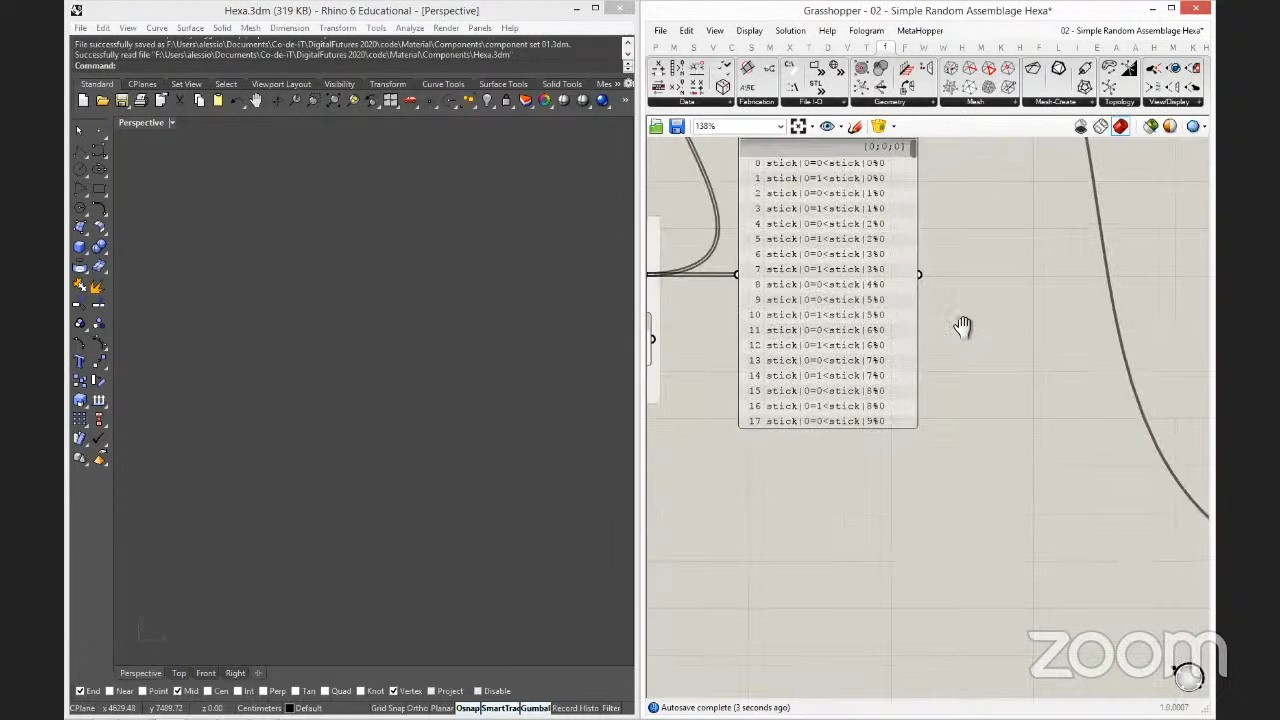 Hexa.3dm (319 KB) - Rhino 6 Educational - [Perspective]
File Edit View Curve Surface Solid Mesh Dimension Transform Tools Analyze Render Panels Help
File successfully saved as F:\Users\alessio\Documents\Co-de-iT\DigitalFutures 2020\code\Material\Components\component set 01.3dm.
Successfully read file "F:\Users\alessio\Documents\Co-de-iT\DigitalFutures 2020\code\Material\Components\Hexa.3dm"
Command:
Standard CPlanes Set View Display Select Viewport Layout Visibility Transform Curve Tools Surface Tools Solid Tools Mes
Perspective
Perspective Top Front Right
End Near Point Mid Cen Int Perp Tan Quad Knot Vertex Project Disable
CPlane x 4629.48 y 7489.72 z 0.00 Centimeters Default Grid Snap Ortho Planar Osnap SmartTrac Gumbal Record Histo Filter
Grasshopper - 02 - Simple Random Assemblage Hexa*
File Edit View Display Solution Help Fologram MetaHopper 02 - Simple Random Assemblage Hexa*
Data Fabrication File I-O Geometry Mesh Mesh-Create Topology View/Display
138%
{0;0;0}
0 stick|0=0<stick|0%0
1 stick|0=1<stick|0%0
2 stick|0=0<stick|1%0
3 stick|0=1<stick|1%0
4 stick|0=0<stick|2%0
5 stick|0=1<stick|2%0
6 stick|0=0<stick|3%0
7 stick|0=1<stick|3%0
8 stick|0=0<stick|4%0
9 stick|0=0<stick|5%0
10 stick|0=1<stick|5%0
11 stick|0=0<stick|6%0
12 stick|0=1<stick|6%0
13 stick|0=0<stick|7%0
14 stick|0=1<stick|7%0
15 stick|0=0<stick|8%0
16 stick|0=1<stick|8%0
17 stick|0=0<stick|9%0
zoom
Autosave complete (3 seconds ago) 1.0.0007